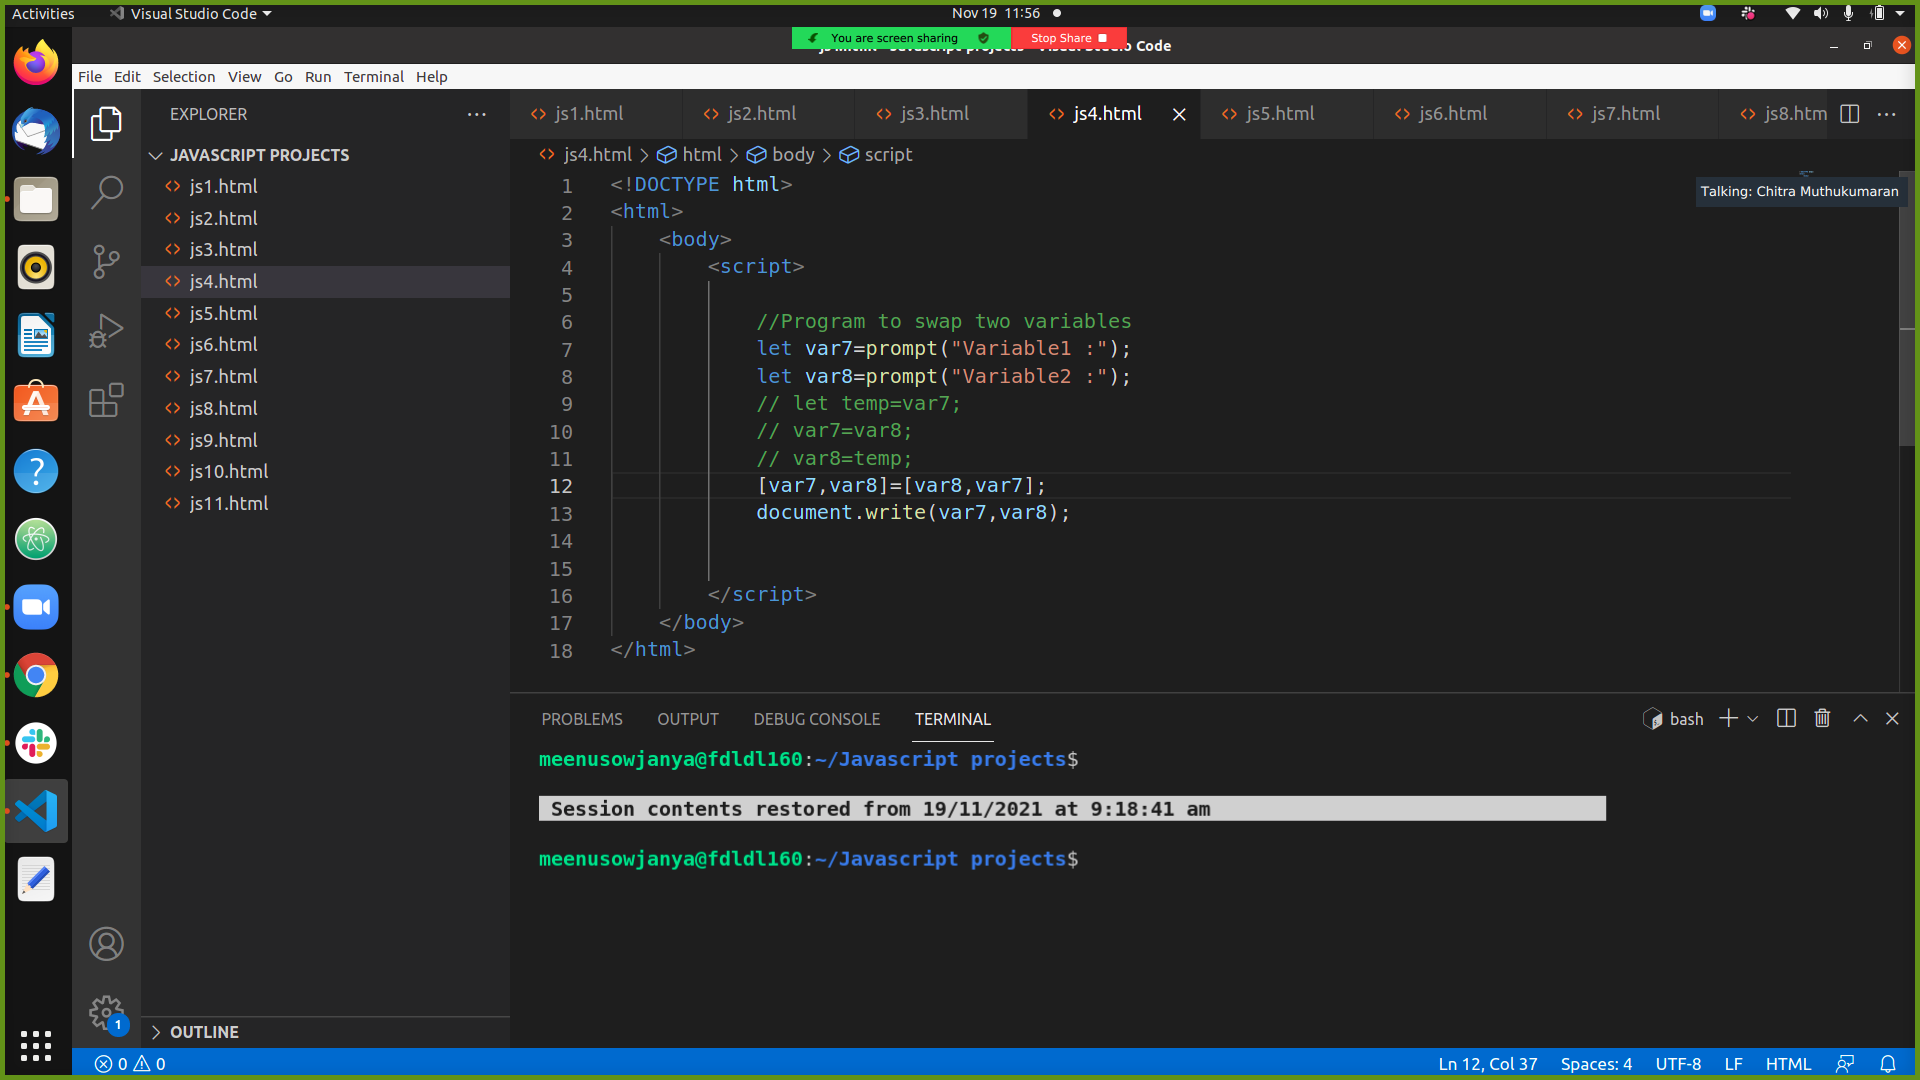 Activities
Visual Studio Code
Nov 19 11:56
You are screen sharing
Stop Share
Code
File Edit Selection View Go Run Terminal Help
EXPLORER
JAVASCRIPT PROJECTS
js1.html
js2.html
js3.html
js4.html
js5.html
js6.html
js7.html
js8.html
js9.html
js10.html
js11.html
OUTLINE
js1.html js2.html js3.html js4.html js5.html js6.html js7.html js8.htm
js4.html > html > body > script
Talking: Chitra Muthukumaran
1 <!DOCTYPE html>
2 <html>
3 <body>
4 <script>
5
6 //Program to swap two variables
7 let var7=prompt("Variable1 :");
8 let var8=prompt("Variable2 :");
9 // let temp=var7;
10 // var7=var8;
11 // var8=temp;
12 [var7,var8]=[var8,var7];
13 document.write(var7,var8);
14
15
16 </script>
17 </body>
18 </html>
PROBLEMS OUTPUT DEBUG CONSOLE TERMINAL
bash
meenusowjanya@fdldl160:~/Javascript projects$
Session contents restored from 19/11/2021 at 9:18:41 am
meenusowjanya@fdldl160:~/Javascript projects$
1
0 0
Ln 12, Col 37 Spaces: 4 UTF-8 LF HTML